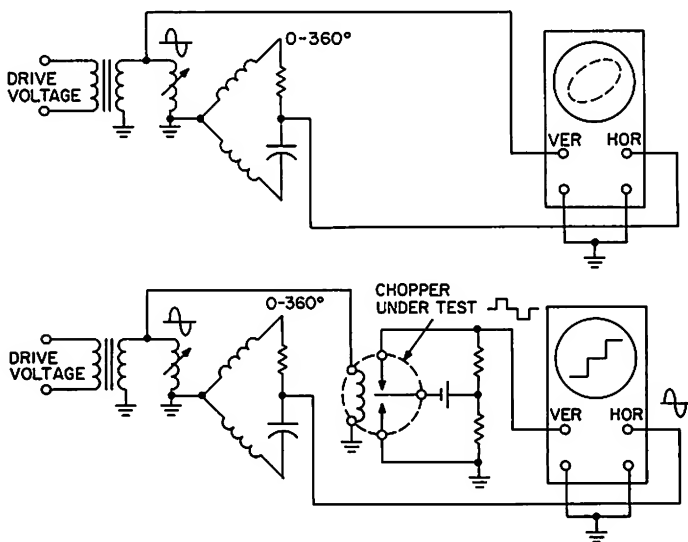 0-360°
DRIVE
VOLTAGE
VER HOR
CHOPPER
UNDER TEST
0-360°
DRIVE
VOLTAGE
VER HOR